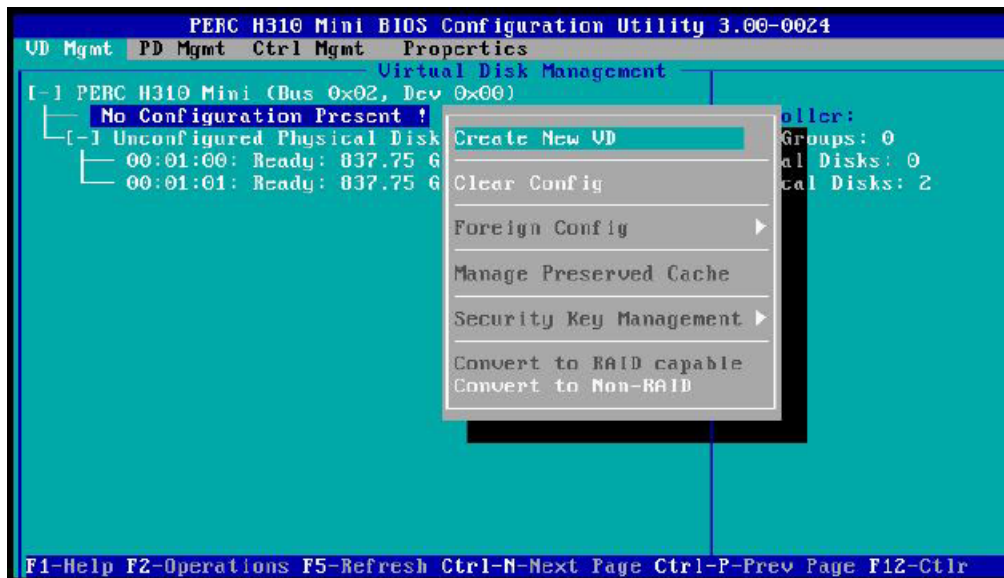 PERC H310 Mini BIOS Configuration Utility 3.00-0024
VD Mgmt PD Mgmt Ctrl Mgmt Properties
Virtual Disk Management
[-] PERC H310 Mini (Bus 0x02, Dev 0x00)
No Configuration Present !
[-] Unconfigured Physical Disk
00:01:00: Ready: 837.75 G
00:01:01: Ready: 837.75 G
Create New VD
Clear Config
Foreign Config
Manage Preserved Cache
Security Key Management
Convert to RAID capable
Convert to Non-RAID
oller:
Groups: 0
al Disks: 0
cal Disks: 2
F1-Help F2-Operations F5-Refresh Ctrl-N-Next Page Ctrl-P-Prev Page F12-Ctlr